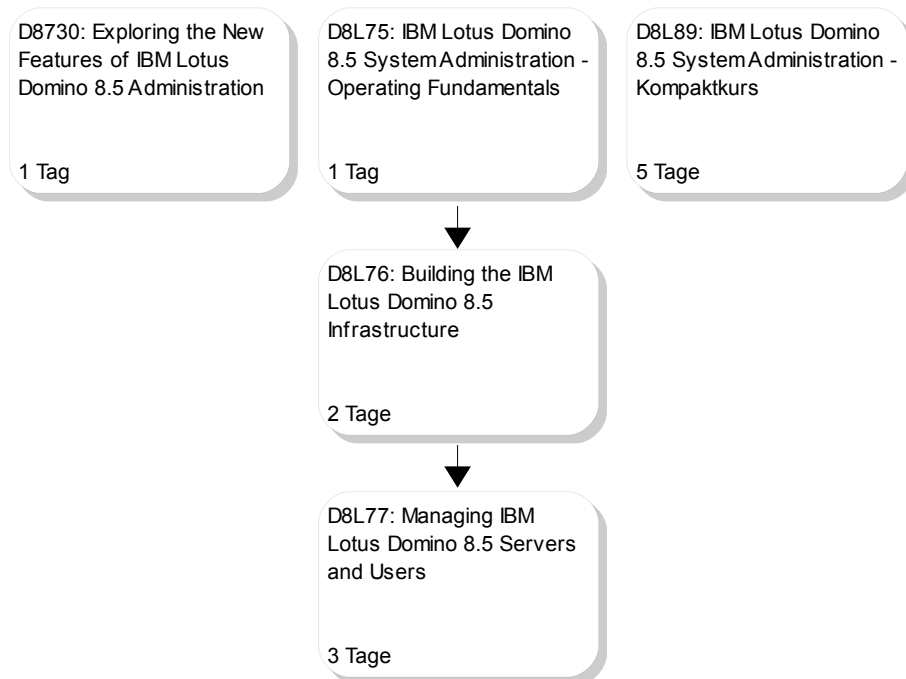 D8730: Exploring the New
Features of IBM Lotus
Domino 8.5 Administration
1 Tag
D8L75: IBM Lotus Domino
8.5 System Administration -
Operating Fundamentals
1 Tag
D8L89: IBM Lotus Domino
8.5 System Administration -
Kompaktkurs
5 Tage
D8L76: Building the IBM
Lotus Domino 8.5
Infrastructure
2 Tage
D8L77: Managing IBM
Lotus Domino 8.5 Servers
and Users
3 Tage